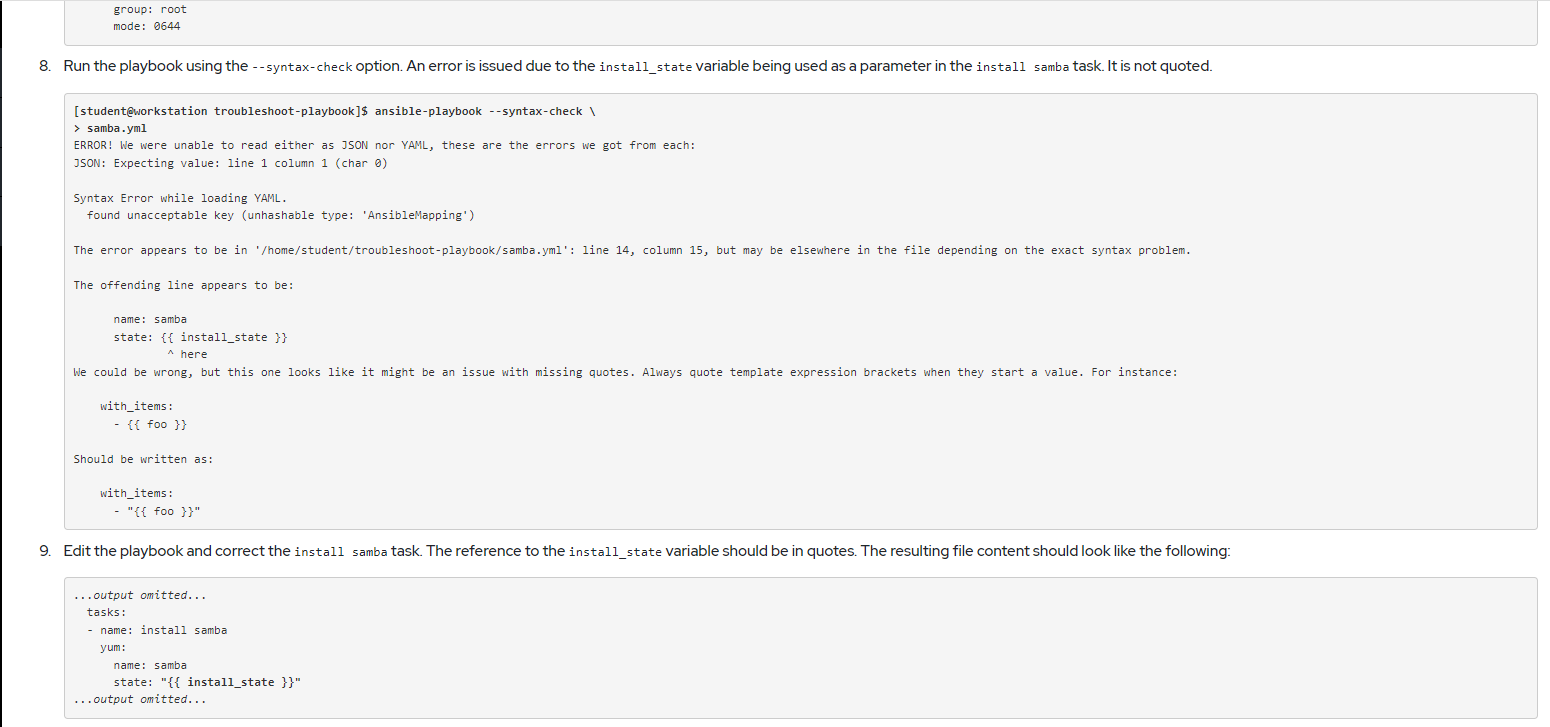 group: root
mode: 0644
8. Run the playbook using the --syntax-check option. An error is issued due to the install_state variable being used as a parameter in the install samba task. It is not quoted.
[student@workstation troubleshoot-playbook]$ ansible-playbook --syntax-check \
> samba.yml
ERROR! We were unable to read either as JSON nor YAML, these are the errors we got from each:
JSON: Expecting value: line 1 column 1 (char 0)
Syntax Error while loading YAML.
found unacceptable key (unhashable type: 'AnsibleMapping')
The error appears to be in '/home/student/troubleshoot-playbook/samba.yml': line 14, column 15, but may be elsewhere in the file depending on the exact syntax problem.
The offending line appears to be:
name: samba
state: {{ install_state }}
^ here
We could be wrong, but this one looks like it might be an issue with missing quotes. Always quote template expression brackets when they start a value. For instance:
with_items:
- {{ foo }}
Should be written as:
with_items:
- "{{ foo }}"
9. Edit the playbook and correct the install samba task. The reference to the install_state variable should be in quotes. The resulting file content should look like the following:
...output omitted...
tasks:
- name: install samba
yum:
name: samba
state: "{{ install_state }}"
...output omitted...